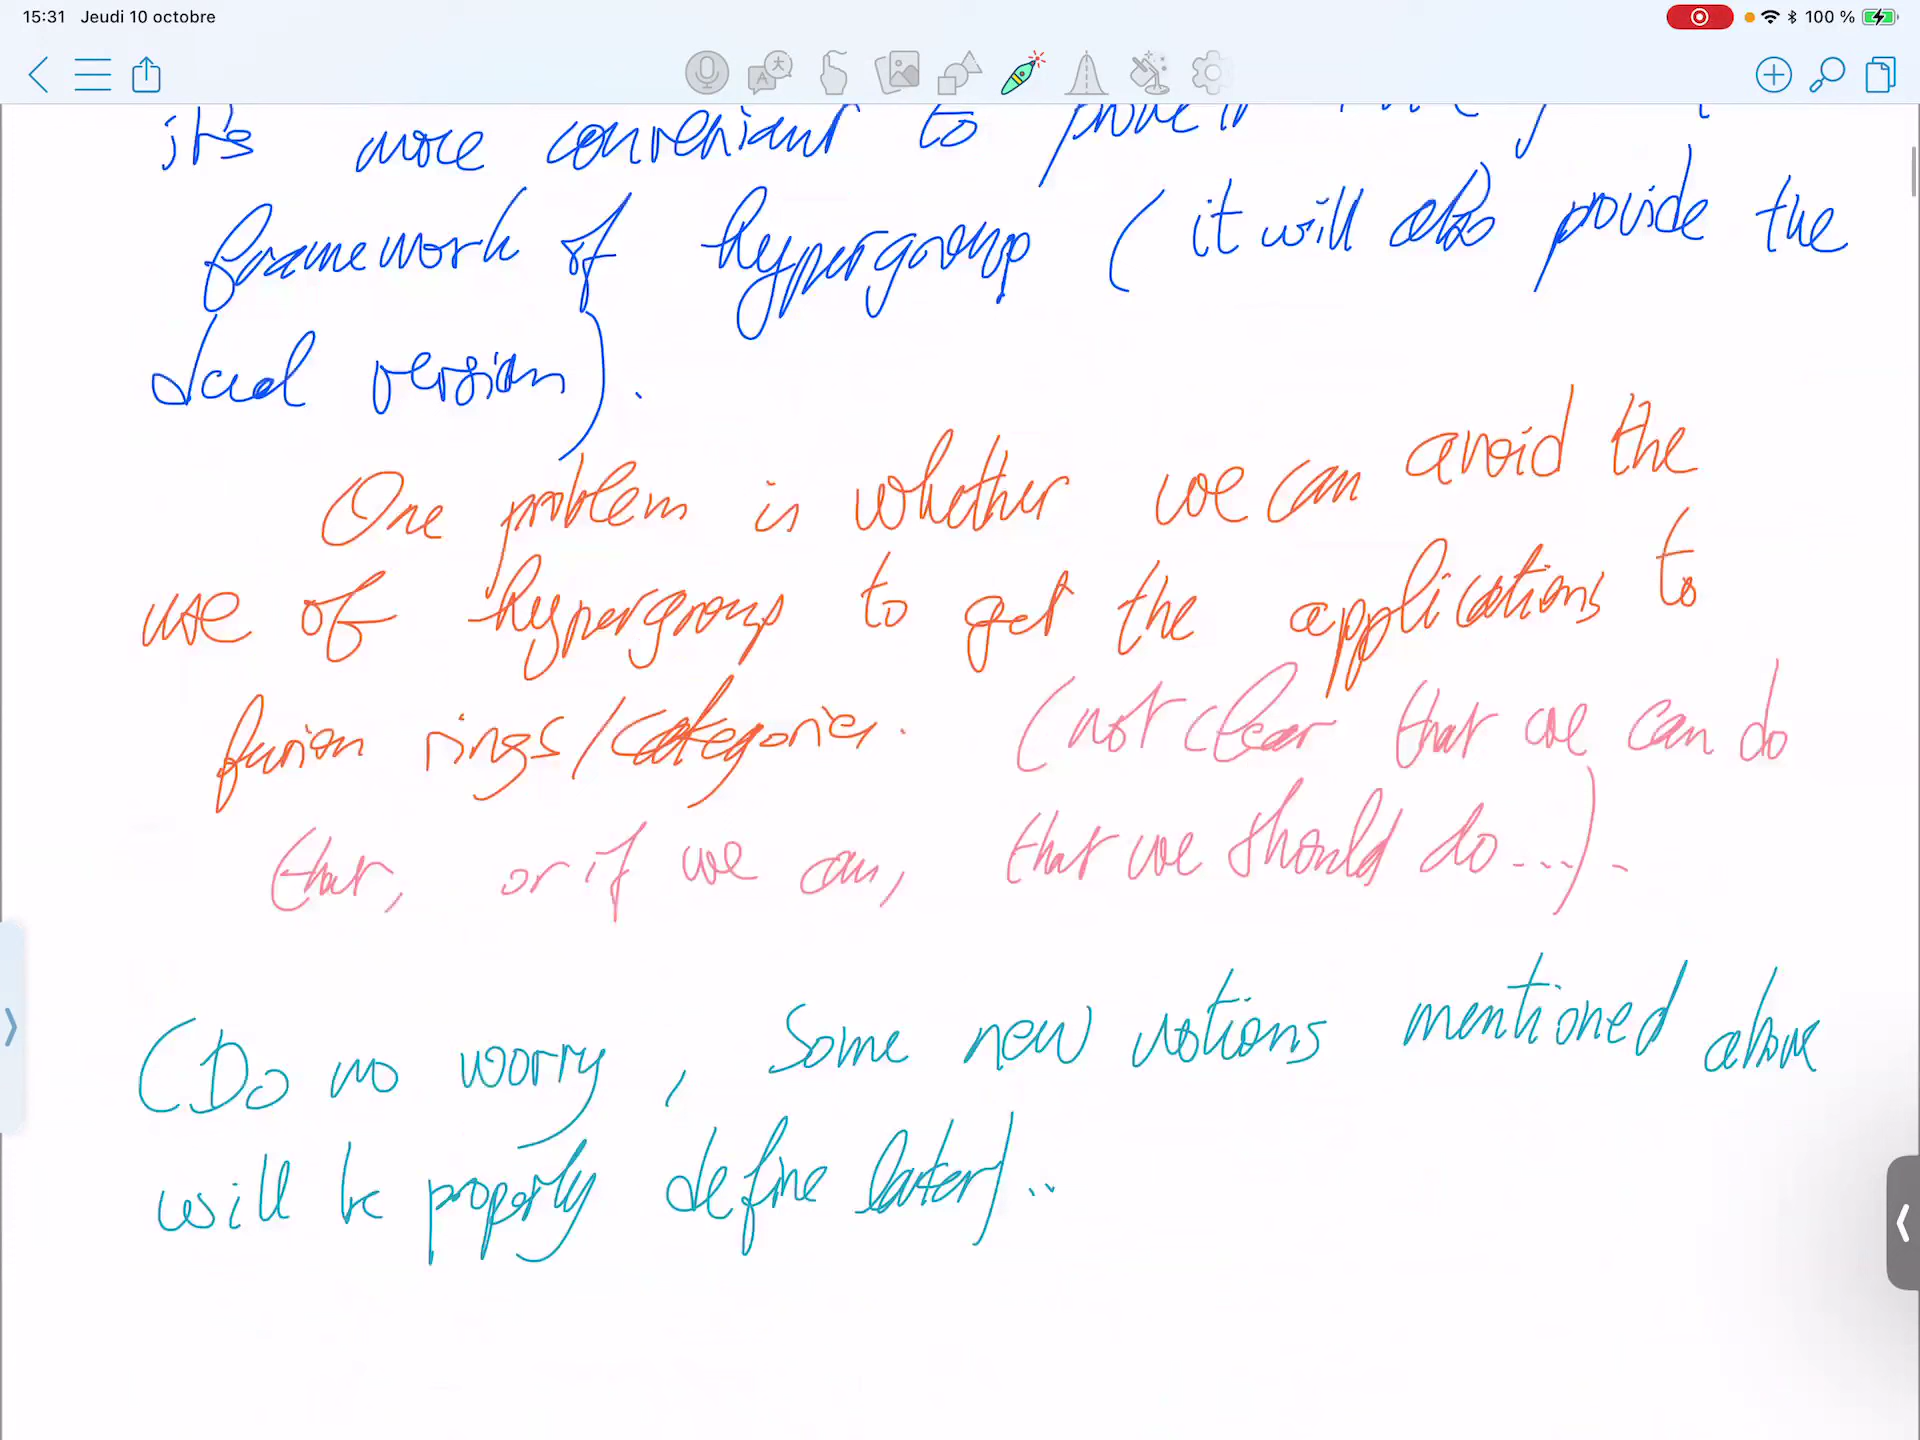 15:31 Jeudi 10 octobre 100 %
it's more convenient to prove it
framework of hypergroup (it will also provide the
dual version).
One problem is whether we can avoid the
use of hypergroup to get the applications to
fusion rings/categories. (not clear that we can do
that, or if we can, that we should do...).
(Do no worry, Some new notions mentioned above
will be properly define later)..